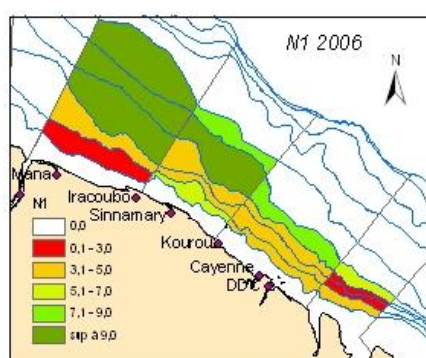 N1 2006
N
Mana
Iracoubo
Sinnamary
Kourou
Cayenne
DDC
N1
0,0
0,1 - 3,0
3,1 - 5,0
5,1 - 7,0
7,1 - 9,0
sup à 9,0